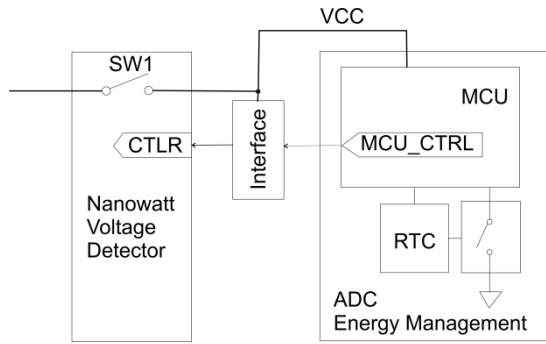 VCC
SW1
MCU
CTLR
Interface
MCU_CTRL
Nanowatt
Voltage
Detector
RTC
ADC
Energy Management